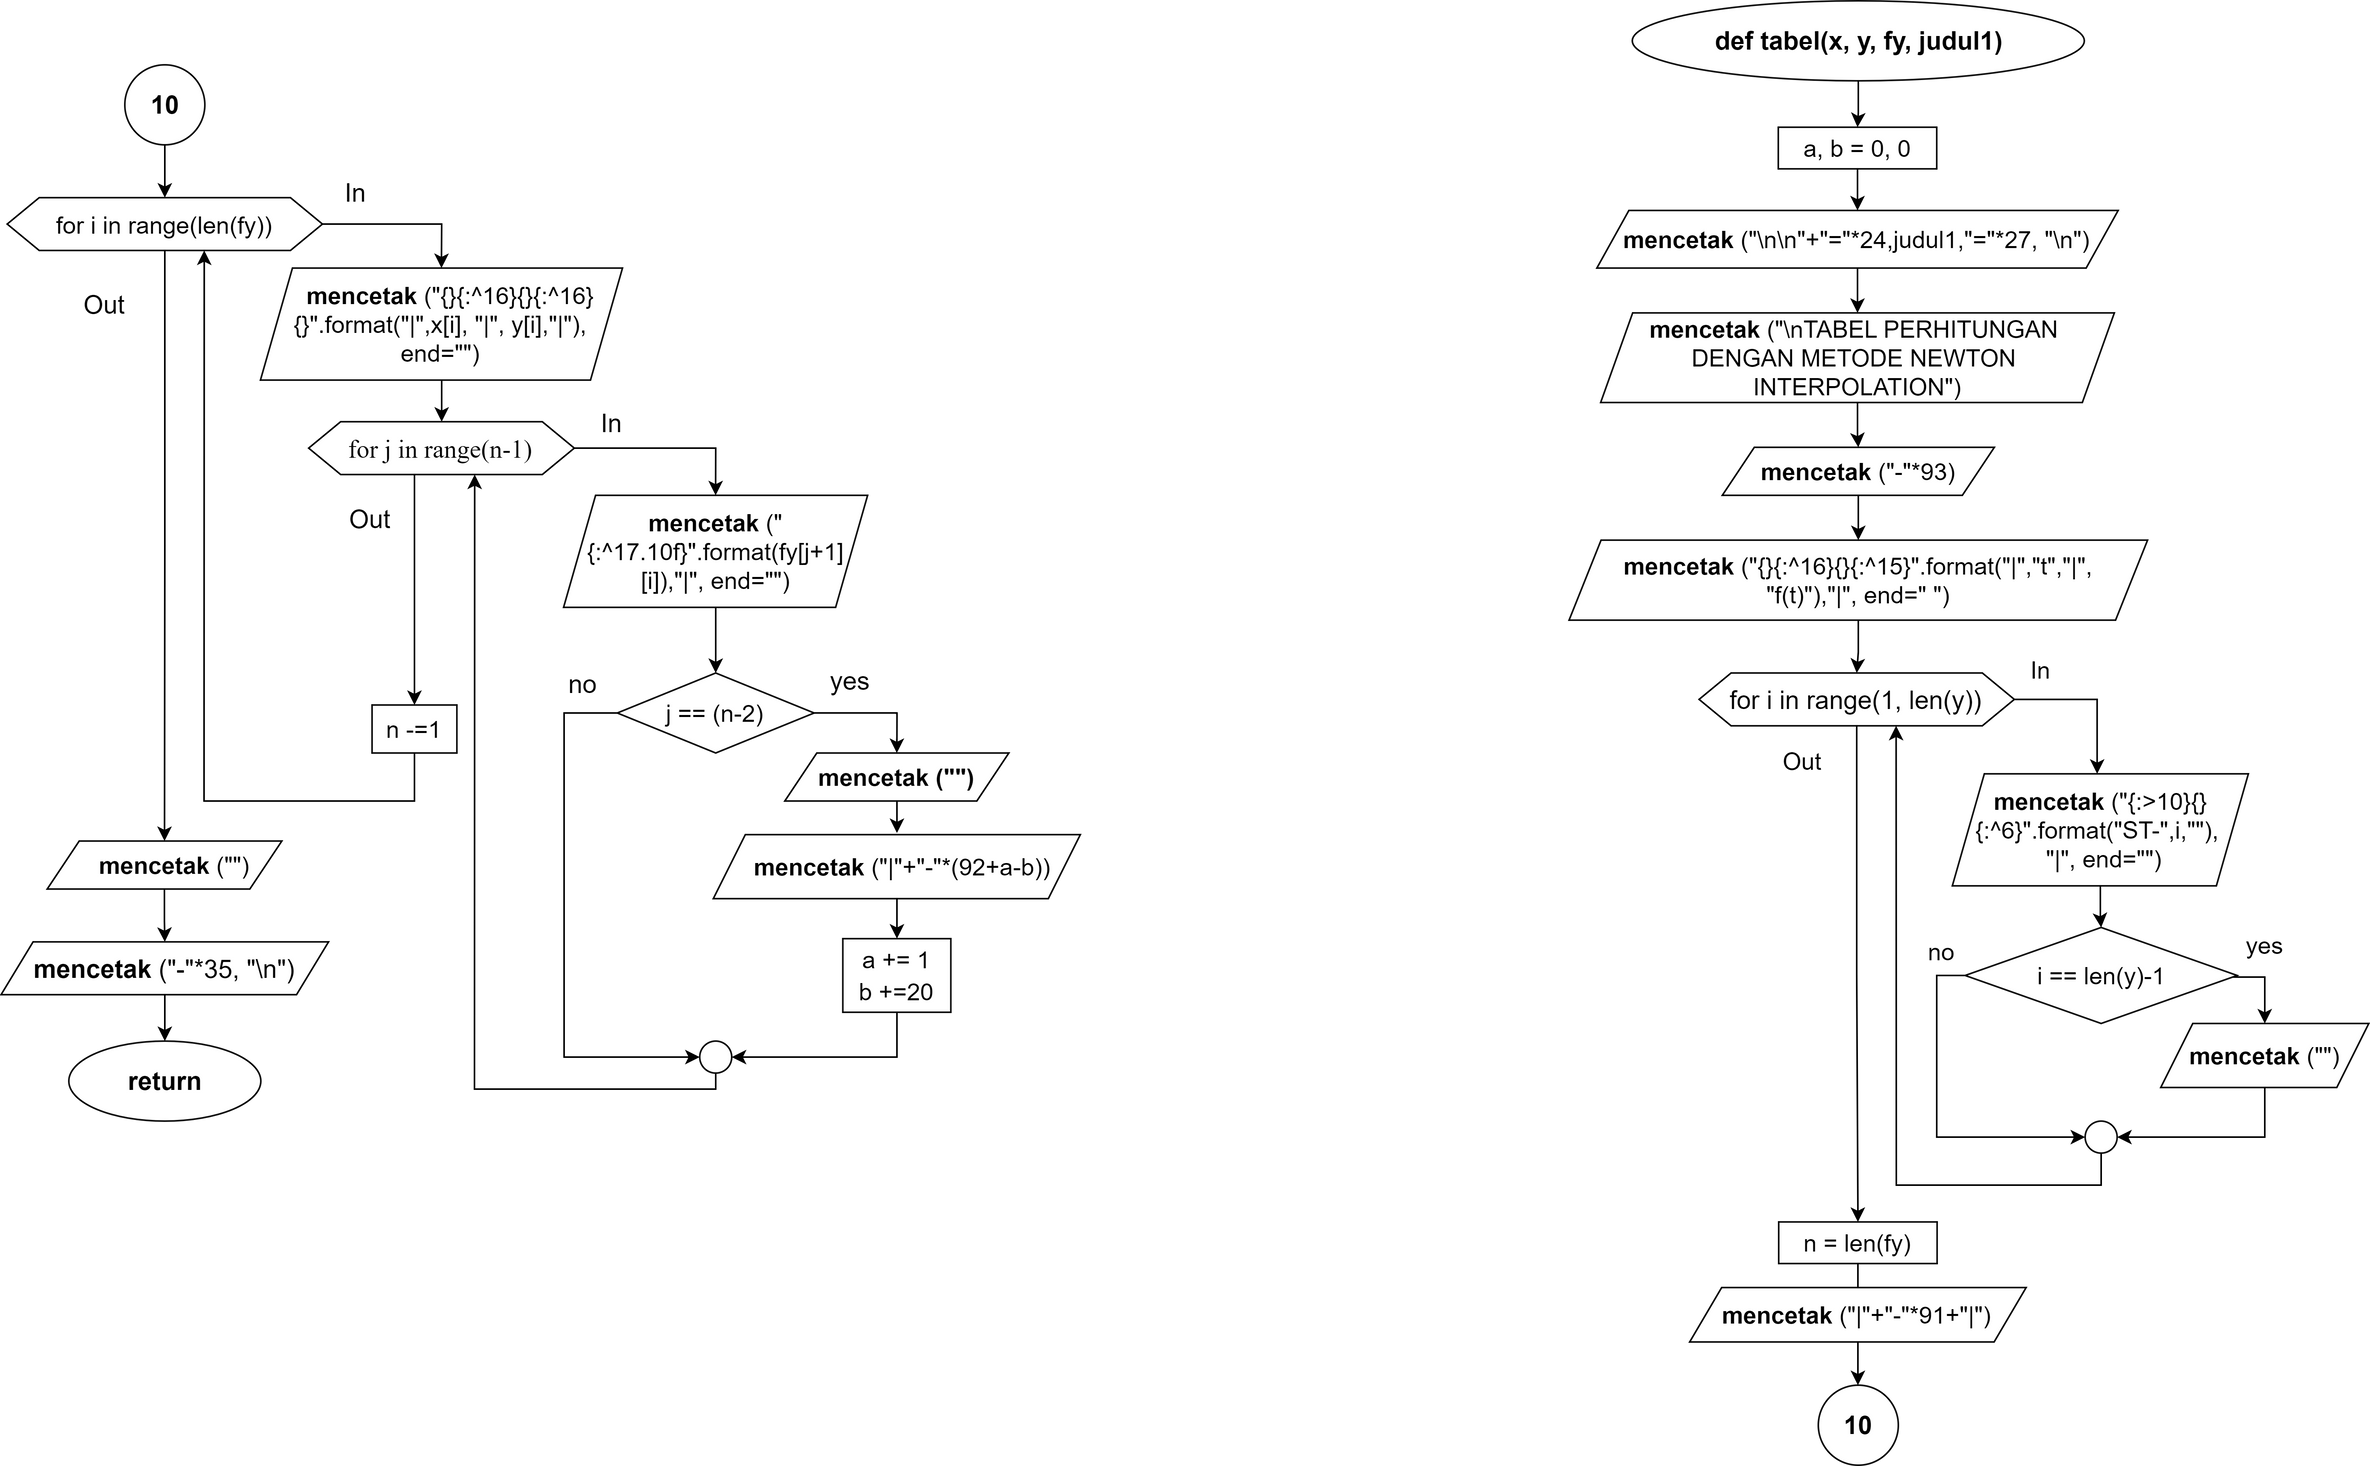 10
In
for i in range(len(fy))
Out
mencetak ("{}{:^16}{}{:^16}
{}".format("|",x[i], "|", y[i],"|"),
end="")
In
for j in range(n-1)
Out
mencetak ("
{:^17.10f}".format(fy[j+1]
[i]),"|", end="")
no
yes
j == (n-2)
n -=1
mencetak ("")
mencetak ("|"+"-"*(92+a-b))
a += 1
b +=20
mencetak ("")
mencetak ("-"*35, "\n")
return
def tabel(x, y, fy, judul1)
a, b = 0, 0
mencetak ("\n\n"+"="*24,judul1,"="*27, "\n")
mencetak ("\nTABEL PERHITUNGAN
DENGAN METODE NEWTON
INTERPOLATION")
mencetak ("-"*93)
mencetak ("{}{:^16}{}{:^15}".format("|","t","|",
"f(t)"),"|", end=" ")
In
for i in range(1, len(y))
Out
mencetak ("{:>10}{}
{:^6}".format("ST-",i,""),
"|", end="")
no
yes
i == len(y)-1
mencetak ("")
n = len(fy)
mencetak ("|"+"-"*91+"|")
10